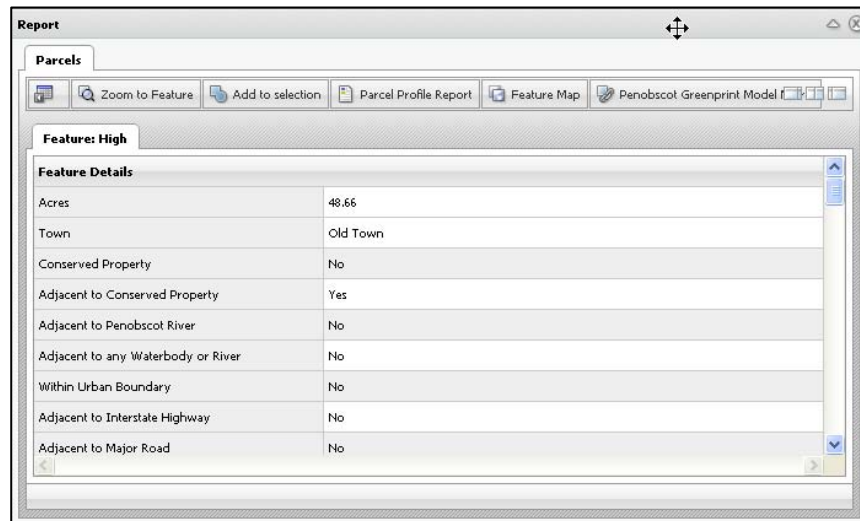 Report
Parcels
Zoom to Feature Add to selection Parcel Profile Report Feature Map Penobscot Greenprint Model
Feature: High
Feature Details
Acres 48.66
Town Old Town
Conserved Property No
Adjacent to Conserved Property Yes
Adjacent to Penobscot River No
Adjacent to any Waterbody or River No
Within Urban Boundary No
Adjacent to Interstate Highway No
Adjacent to Major Road No